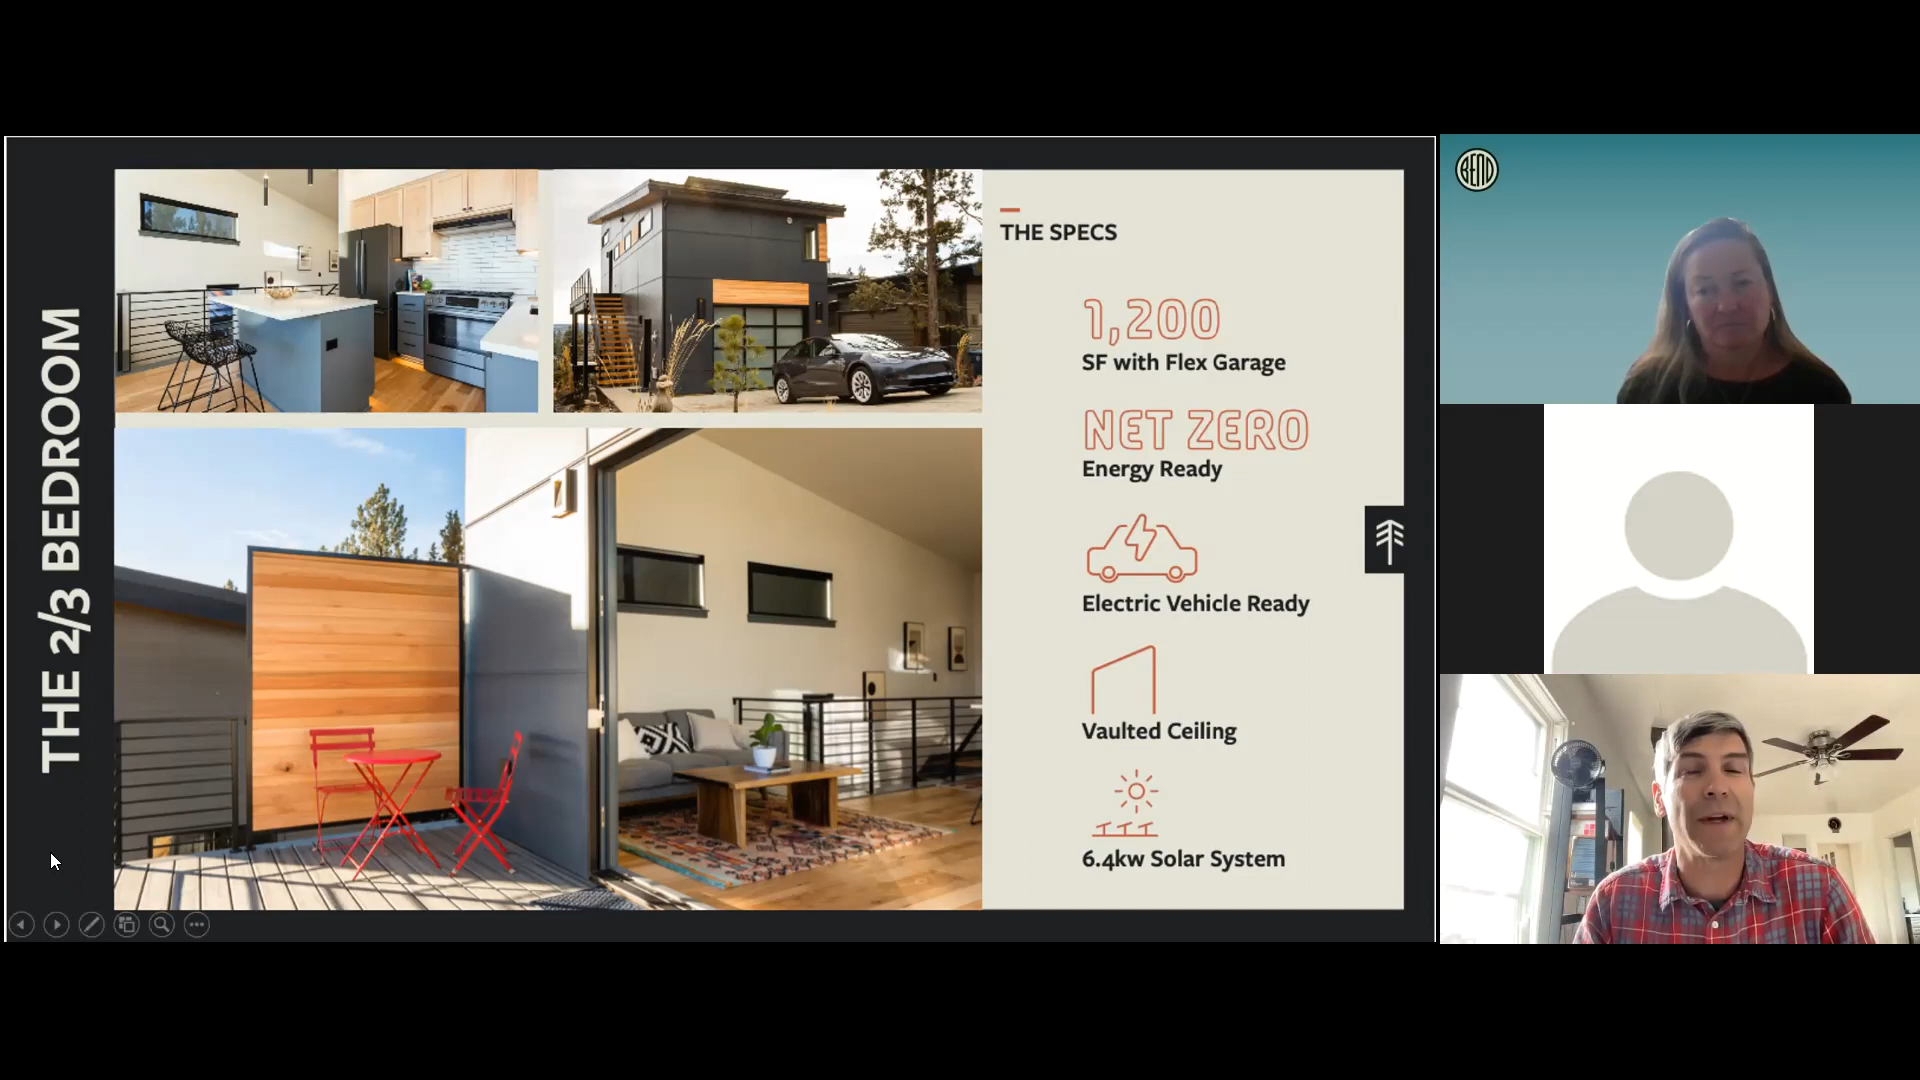 THE 2/3 BEDROOM
THE SPECS
1,200
SF with Flex Garage
NET ZERO
Energy Ready
Electric Vehicle Ready
Vaulted Ceiling
6.4kw Solar System
BEND